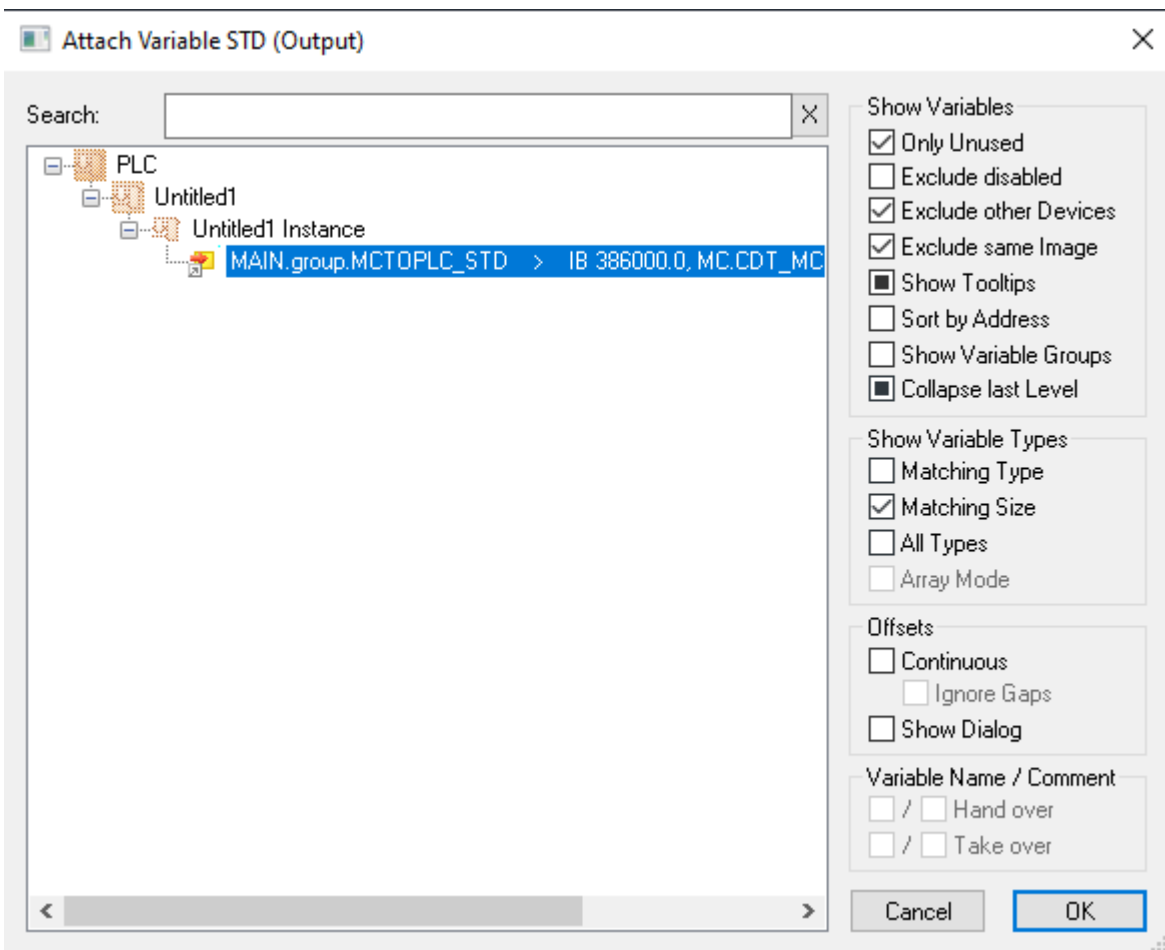 Attach Variable STD (Output)
Search:
PLC
Untitled1
Untitled1 Instance
MAIN.group.MCTOPLC_STD > IB 386000.0, MC.CDT_MC
Show Variables
Only Unused
Exclude disabled
Exclude other Devices
Exclude same Image
Show Tooltips
Sort by Address
Show Variable Groups
Collapse last Level
Show Variable Types
Matching Type
Matching Size
All Types
Array Mode
Offsets
Continuous
Ignore Gaps
Show Dialog
Variable Name / Comment
/ Hand over
/ Take over
Cancel
OK